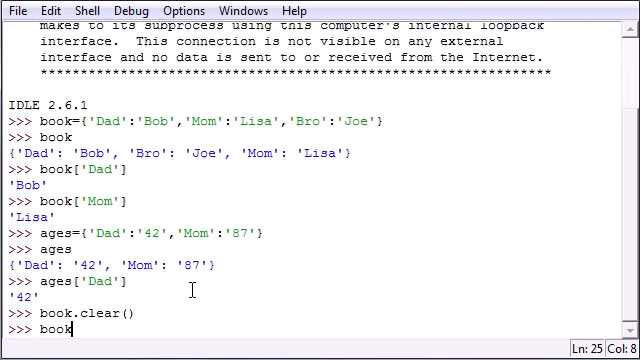 File Edit Shell Debug Options Windows Help
makes to its subprocess using this computer's internal loopback
interface.  This connection is not visible on any external
interface and no data is sent to or received from the Internet.
****************************************************************
IDLE 2.6.1
>>> book={'Dad':'Bob','Mom':'Lisa','Bro':'Joe'}
>>> book
{'Dad': 'Bob', 'Bro': 'Joe', 'Mom': 'Lisa'}
>>> book['Dad']
'Bob'
>>> book['Mom']
'Lisa'
>>> ages={'Dad':'42','Mom':'87'}
>>> ages
{'Dad': '42', 'Mom': '87'}
>>> ages['Dad']
'42'
>>> book.clear()
>>> book
Ln: 25 Col: 8